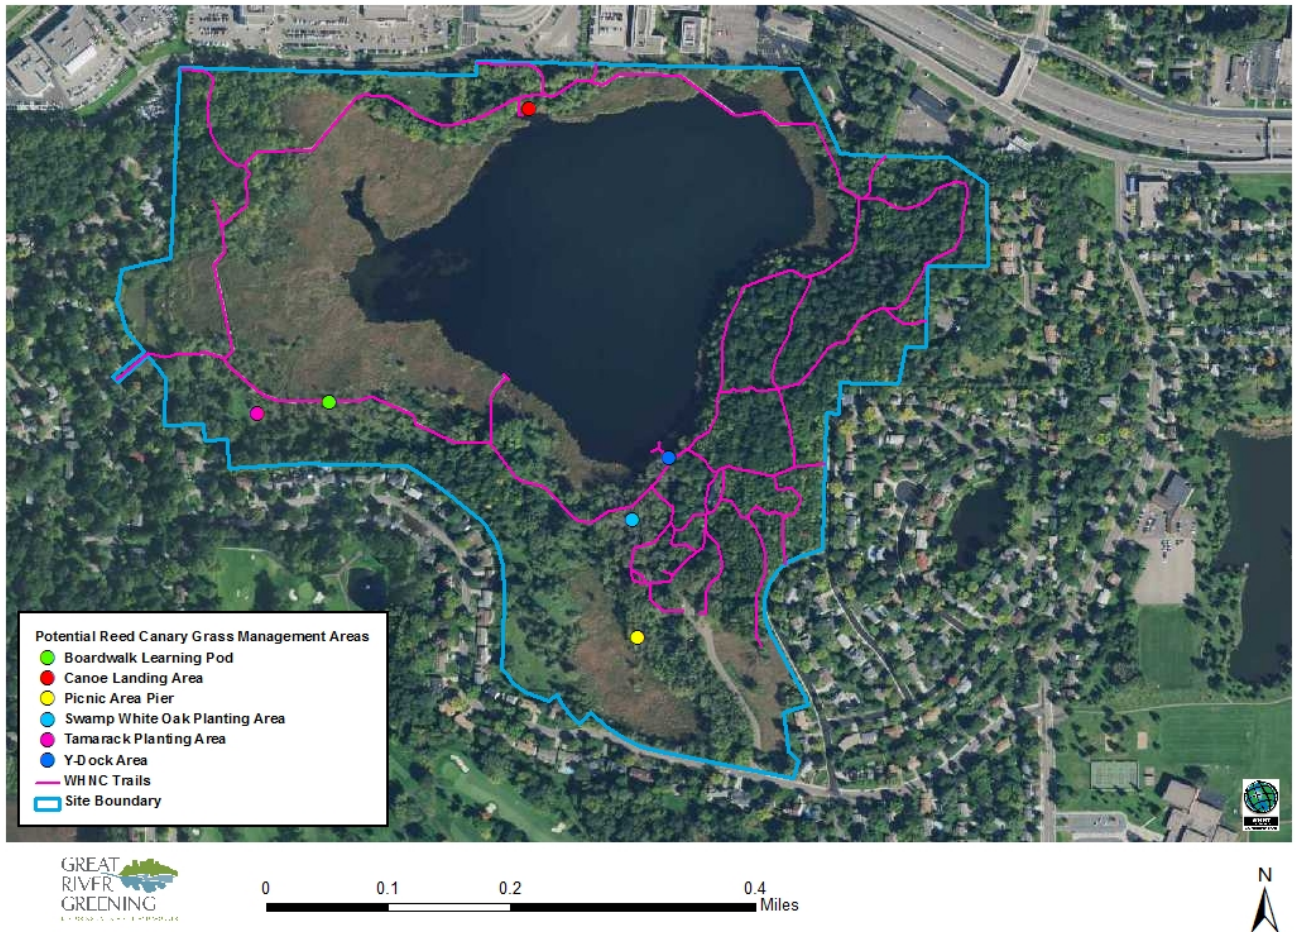 Potential Reed Canary Grass Management Areas
Boardwalk Learning Pod
Canoe Landing Area
Picnic Area Pier
Swamp White Oak Planting Area
Tamarack Planting Area
Y-Dock Area
WHNC Trails
Site Boundary
GREAT
RIVER
GREENING
0 0.1 0.2 0.4
Miles
N